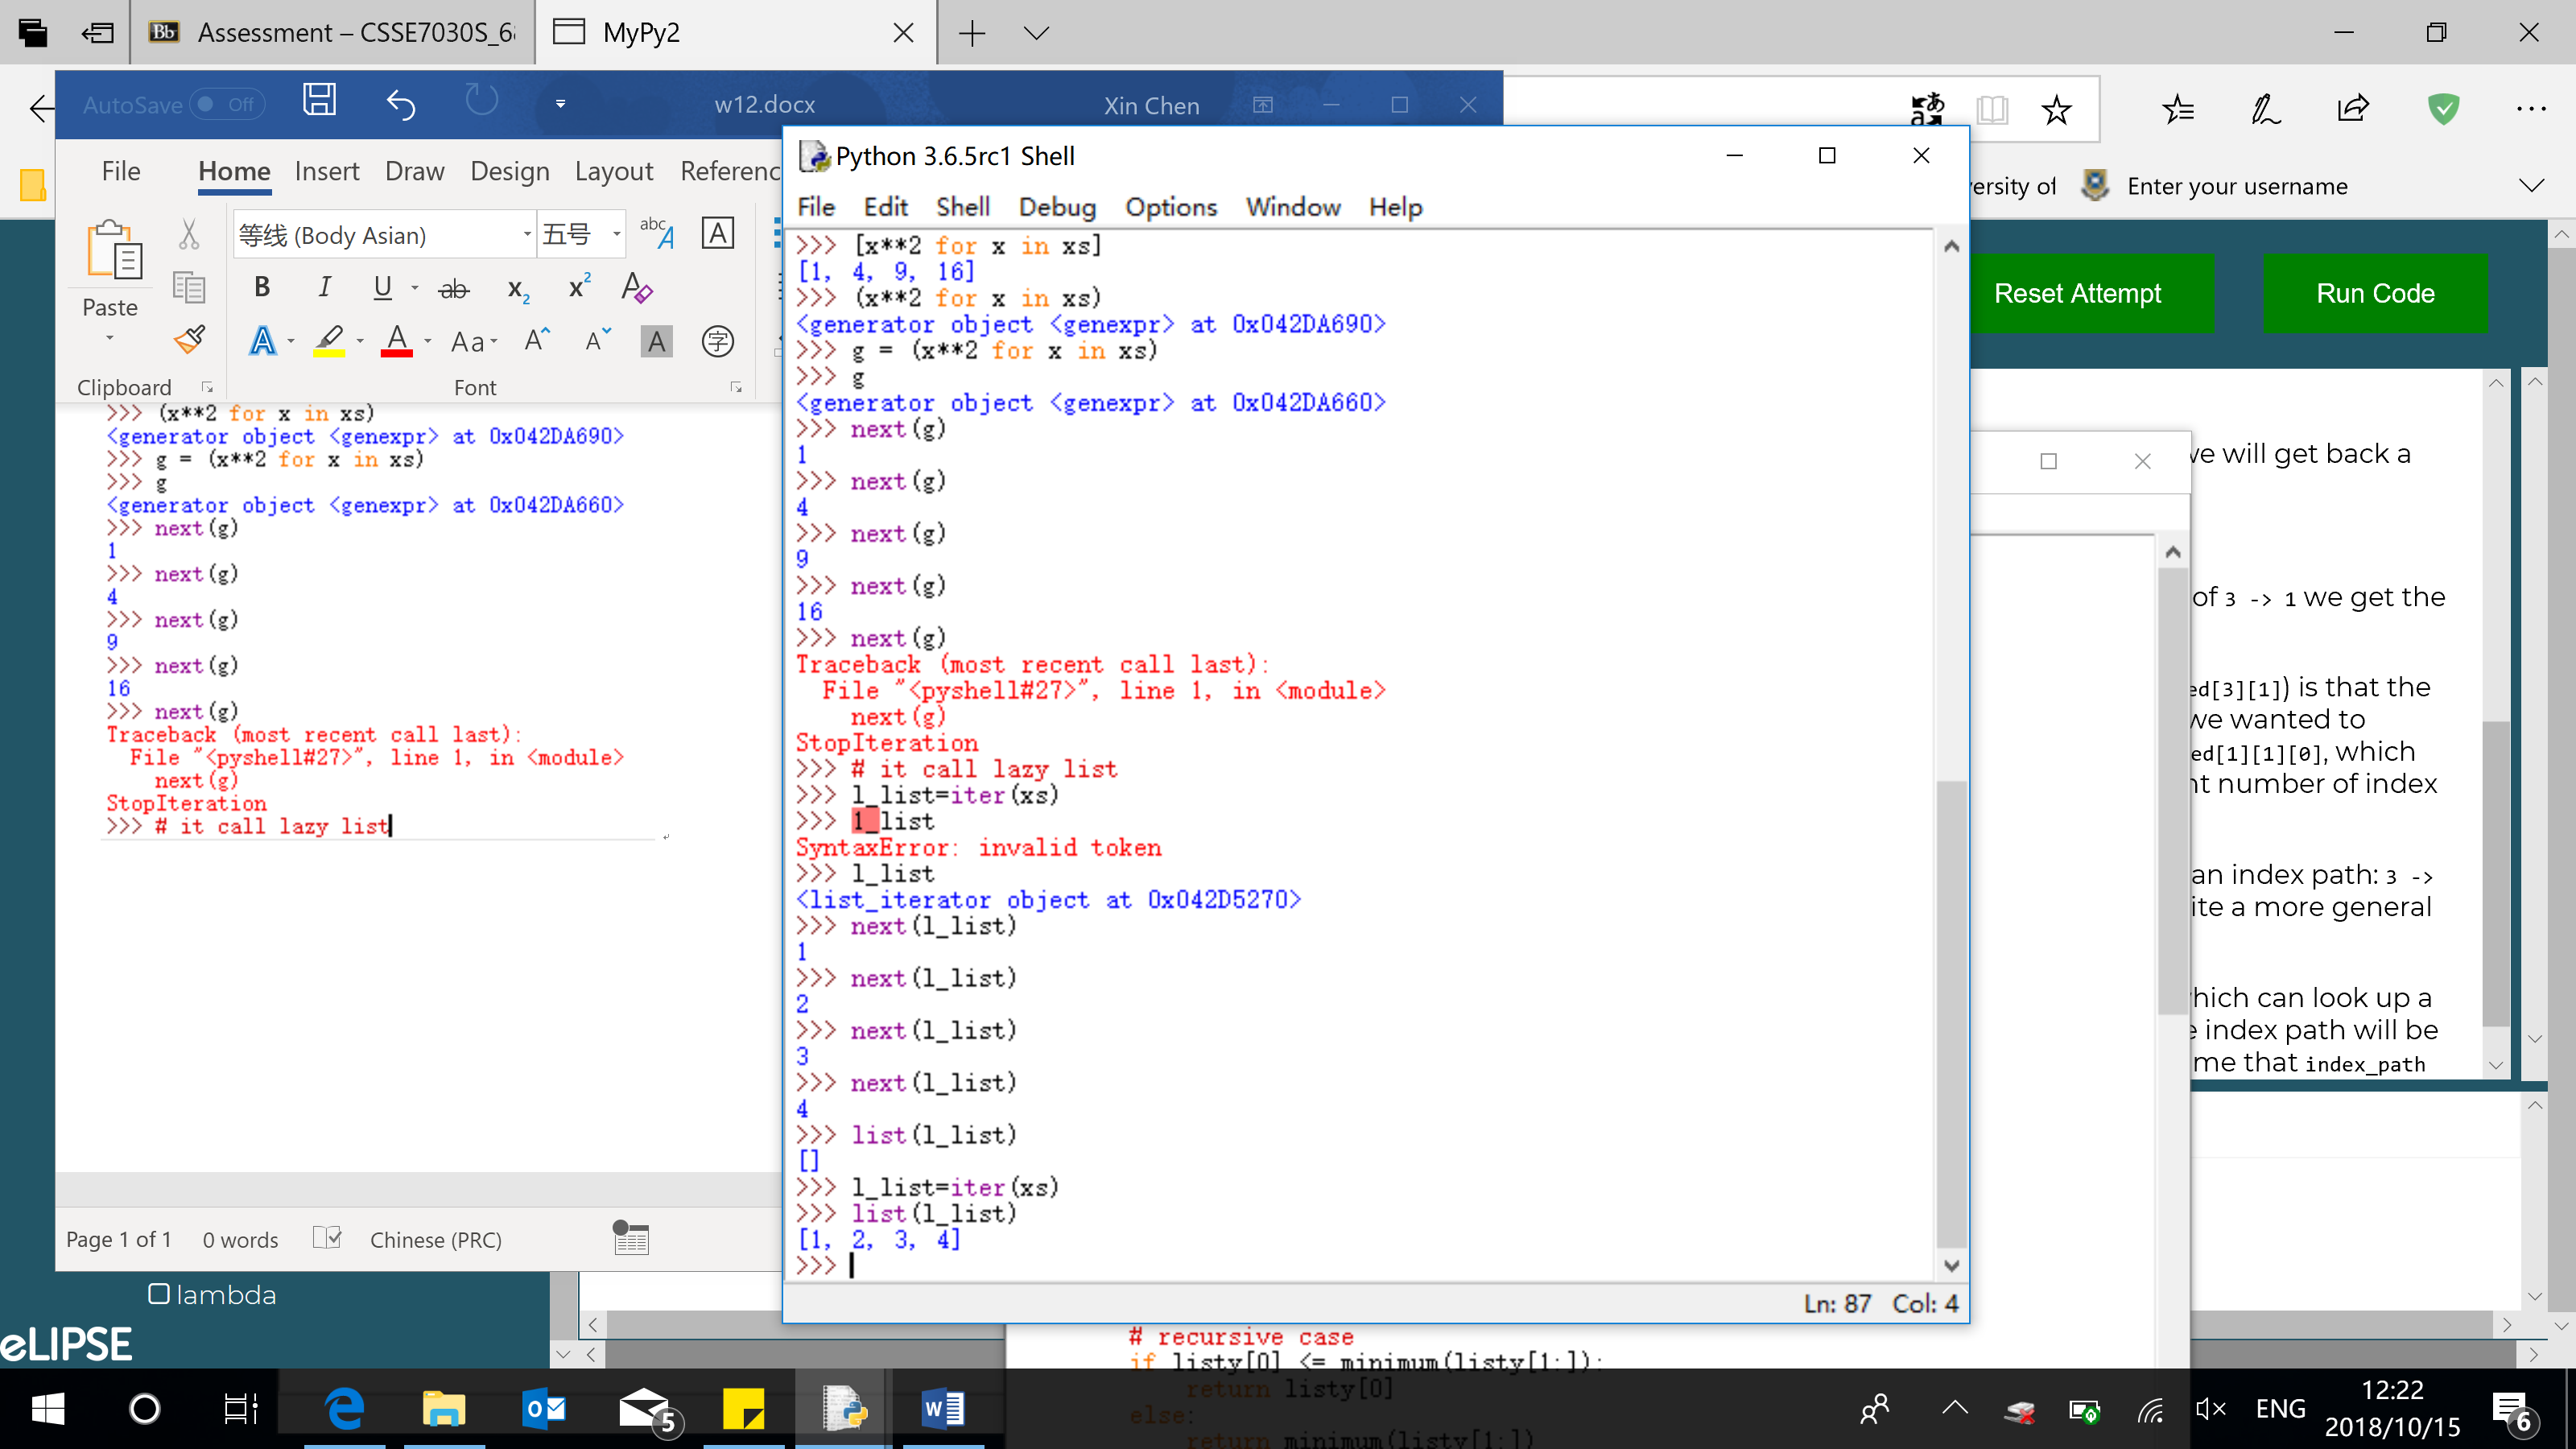 Assessment – CSSE7030S_6
MyPy2
AutoSave Off
w12.docx
Xin Chen
File Home Insert Draw Design Layout Referenc
等线 (Body Asian) 五号
Paste
Clipboard
Font
>>> (x**2 for x in xs)
<generator object <genexpr> at 0x042DA690>
>>> g = (x**2 for x in xs)
>>> g
<generator object <genexpr> at 0x042DA660>
>>> next(g)
1
>>> next(g)
4
>>> next(g)
9
>>> next(g)
16
>>> next(g)
Traceback (most recent call last):
File "<pyshell#27>", line 1, in <module>
next(g)
StopIteration
>>> # it call lazy list
Page 1 of 1 0 words Chinese (PRC)
lambda
eLIPSE
Python 3.6.5rc1 Shell
File Edit Shell Debug Options Window Help
>>> [x**2 for x in xs]
[1, 4, 9, 16]
>>> (x**2 for x in xs)
<generator object <genexpr> at 0x042DA690>
>>> g = (x**2 for x in xs)
>>> g
<generator object <genexpr> at 0x042DA660>
>>> next(g)
1
>>> next(g)
4
>>> next(g)
9
>>> next(g)
16
>>> next(g)
Traceback (most recent call last):
File "<pyshell#27>", line 1, in <module>
next(g)
StopIteration
>>> # it call lazy list
>>> l_list=iter(xs)
>>> 1_list
SyntaxError: invalid token
>>> l_list
<list_iterator object at 0x042D5270>
>>> next(l_list)
1
>>> next(l_list)
2
>>> next(l_list)
3
>>> next(l_list)
4
>>> list(l_list)
[]
>>> l_list=iter(xs)
>>> list(l_list)
[1, 2, 3, 4]
>>>
Ln: 87 Col: 4
ersity of
Enter your username
Reset Attempt
Run Code
we will get back a
of 3 -> 1 we get the
ed[3][1]) is that the
we wanted to
ed[1][1][0], which
nt number of index
an index path: 3 ->
ite a more general
hich can look up a
e index path will be
me that index_path
# recursive case
if listy[0] <= minimum(listy[1:]):
return listy[0]
else:
return minimum(listy[1:])
5
ENG
12:22
2018/10/15
6